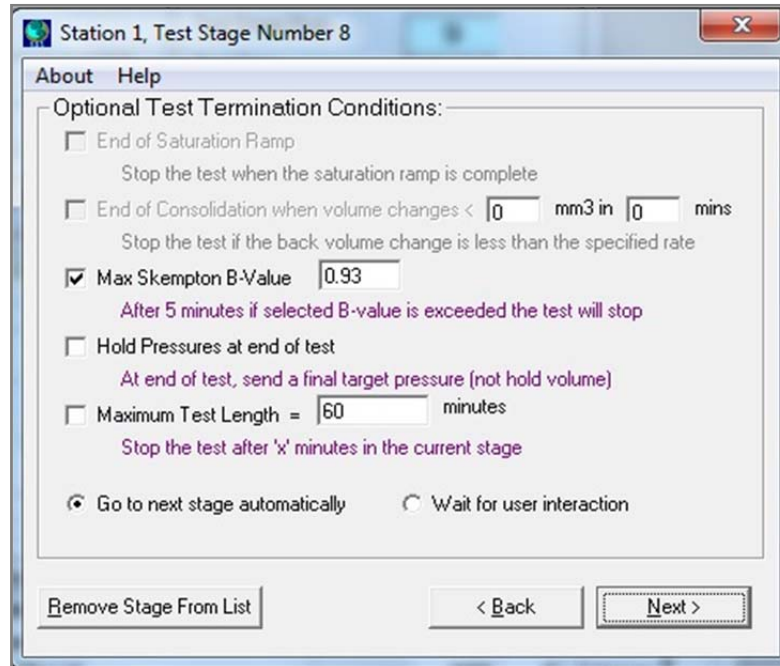 Station 1, Test Stage Number 8
About Help
Optional Test Termination Conditions:
End of Saturation Ramp
Stop the test when the saturation ramp is complete
End of Consolidation when volume changes < 0 mm3 in 0 mins
Stop the test if the back volume change is less than the specified rate
Max Skempton B-Value 0.93
After 5 minutes if selected B-value is exceeded the test will stop
Hold Pressures at end of test
At end of test, send a final target pressure (not hold volume)
Maximum Test Length = 60 minutes
Stop the test after 'x' minutes in the current stage
Go to next stage automatically Wait for user interaction
Remove Stage From List < Back Next >